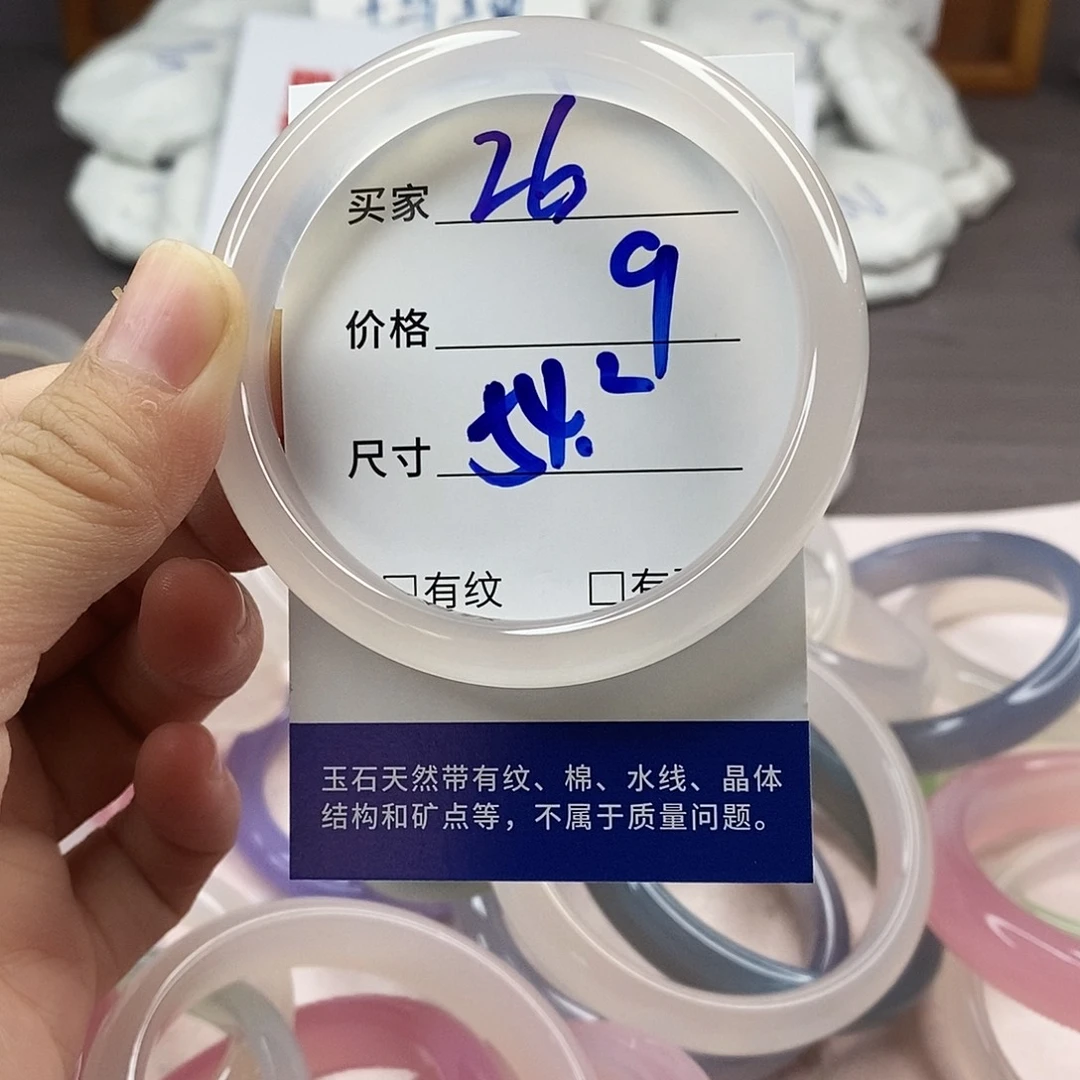 买家 26
价格 9
尺寸 54.2
□有纹 □有
玉石天然带有纹、棉、水线、晶体
结构和矿点等，不属于质量问题。